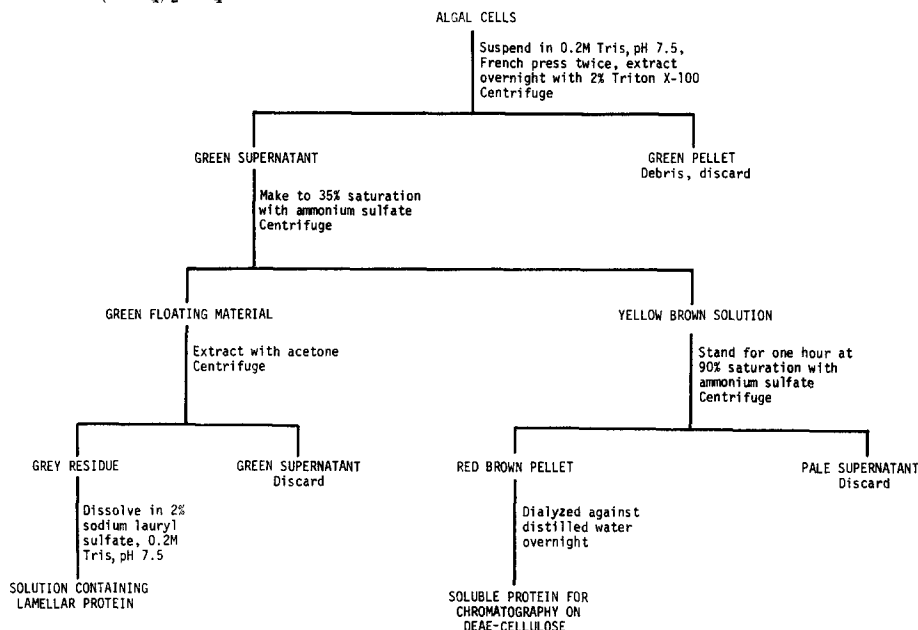 ALGAL CELLS
Suspend in 0.2M Tris, pH 7.5,
French press twice, extract
overnight with 2% Triton X-100
Centrifuge
GREEN SUPERNATANT
GREEN PELLET
Debris, discard
Make to 35% saturation
with ammonium sulfate
Centrifuge
GREEN FLOATING MATERIAL
YELLOW BROWN SOLUTION
Extract with acetone
Centrifuge
Stand for one hour at
90% saturation with
ammonium sulfate
Centrifuge
GREY RESIDUE
GREEN SUPERNATANT
Discard
RED BROWN PELLET
PALE SUPERNATANT
Discard
Dissolve in 2%
sodium lauryl
sulfate, 0.2M
Tris, pH 7.5
Dialyzed against
distilled water
overnight
SOLUTION CONTAINING
LAMELLAR PROTEIN
SOLUBLE PROTEIN FOR
CHROMATOGRAPHY ON
DEAE-CELLULOSE